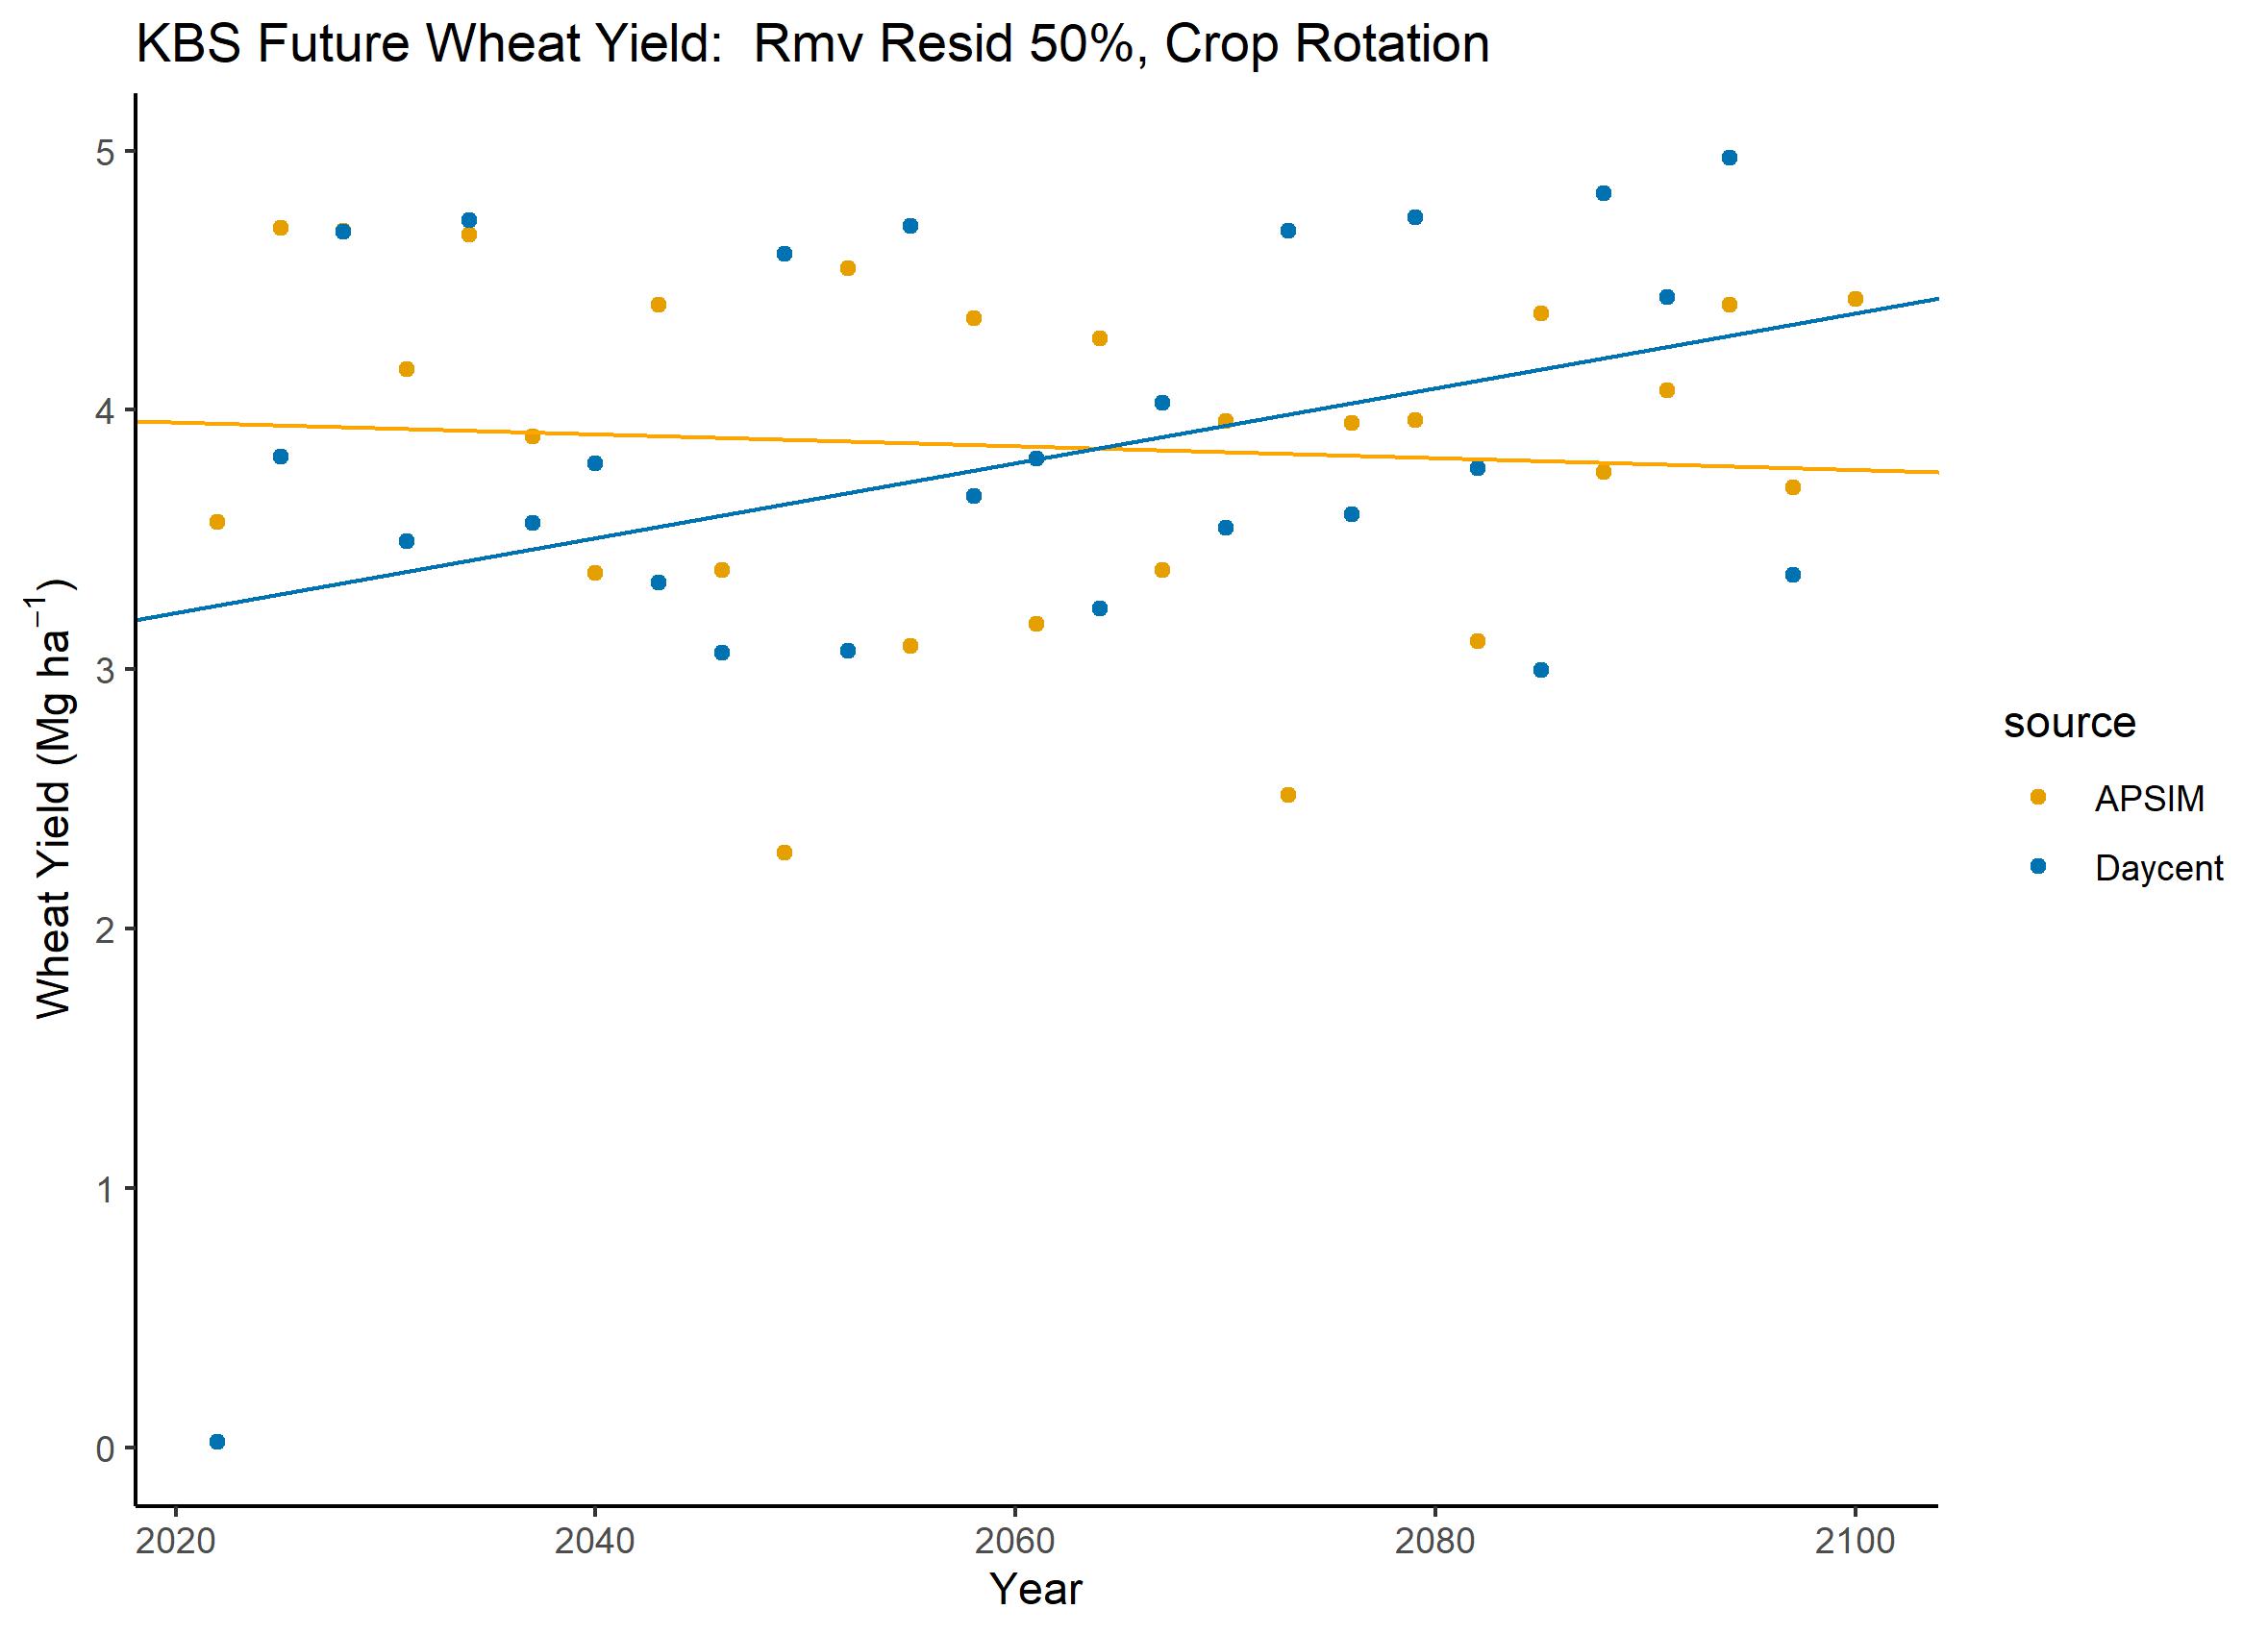 KBS Future Wheat Yield:  Rmv Resid 50%, Crop Rotation
Wheat Yield (Mg ha⁻¹)
5
4
3
2
1
0
2020 2040 2060 2080 2100
Year
source
APSIM
Daycent